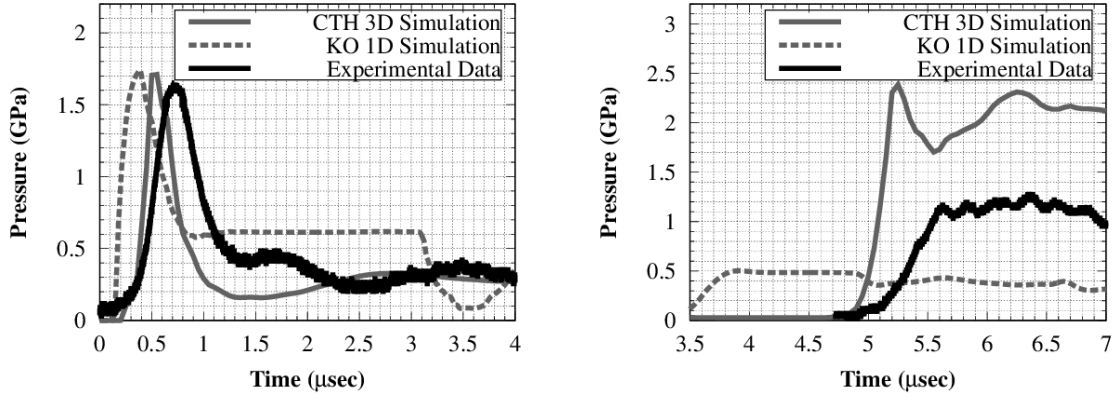 CTH 3D Simulation
KO 1D Simulation
Experimental Data
Pressure (GPa)
2
1.5
1
0.5
0
0 0.5 1 1.5 2 2.5 3 3.5 4
Time (μsec)
CTH 3D Simulation
KO 1D Simulation
Experimental Data
Pressure (GPa)
3
2.5
2
1.5
1
0.5
0
3.5 4 4.5 5 5.5 6 6.5 7
Time (μsec)